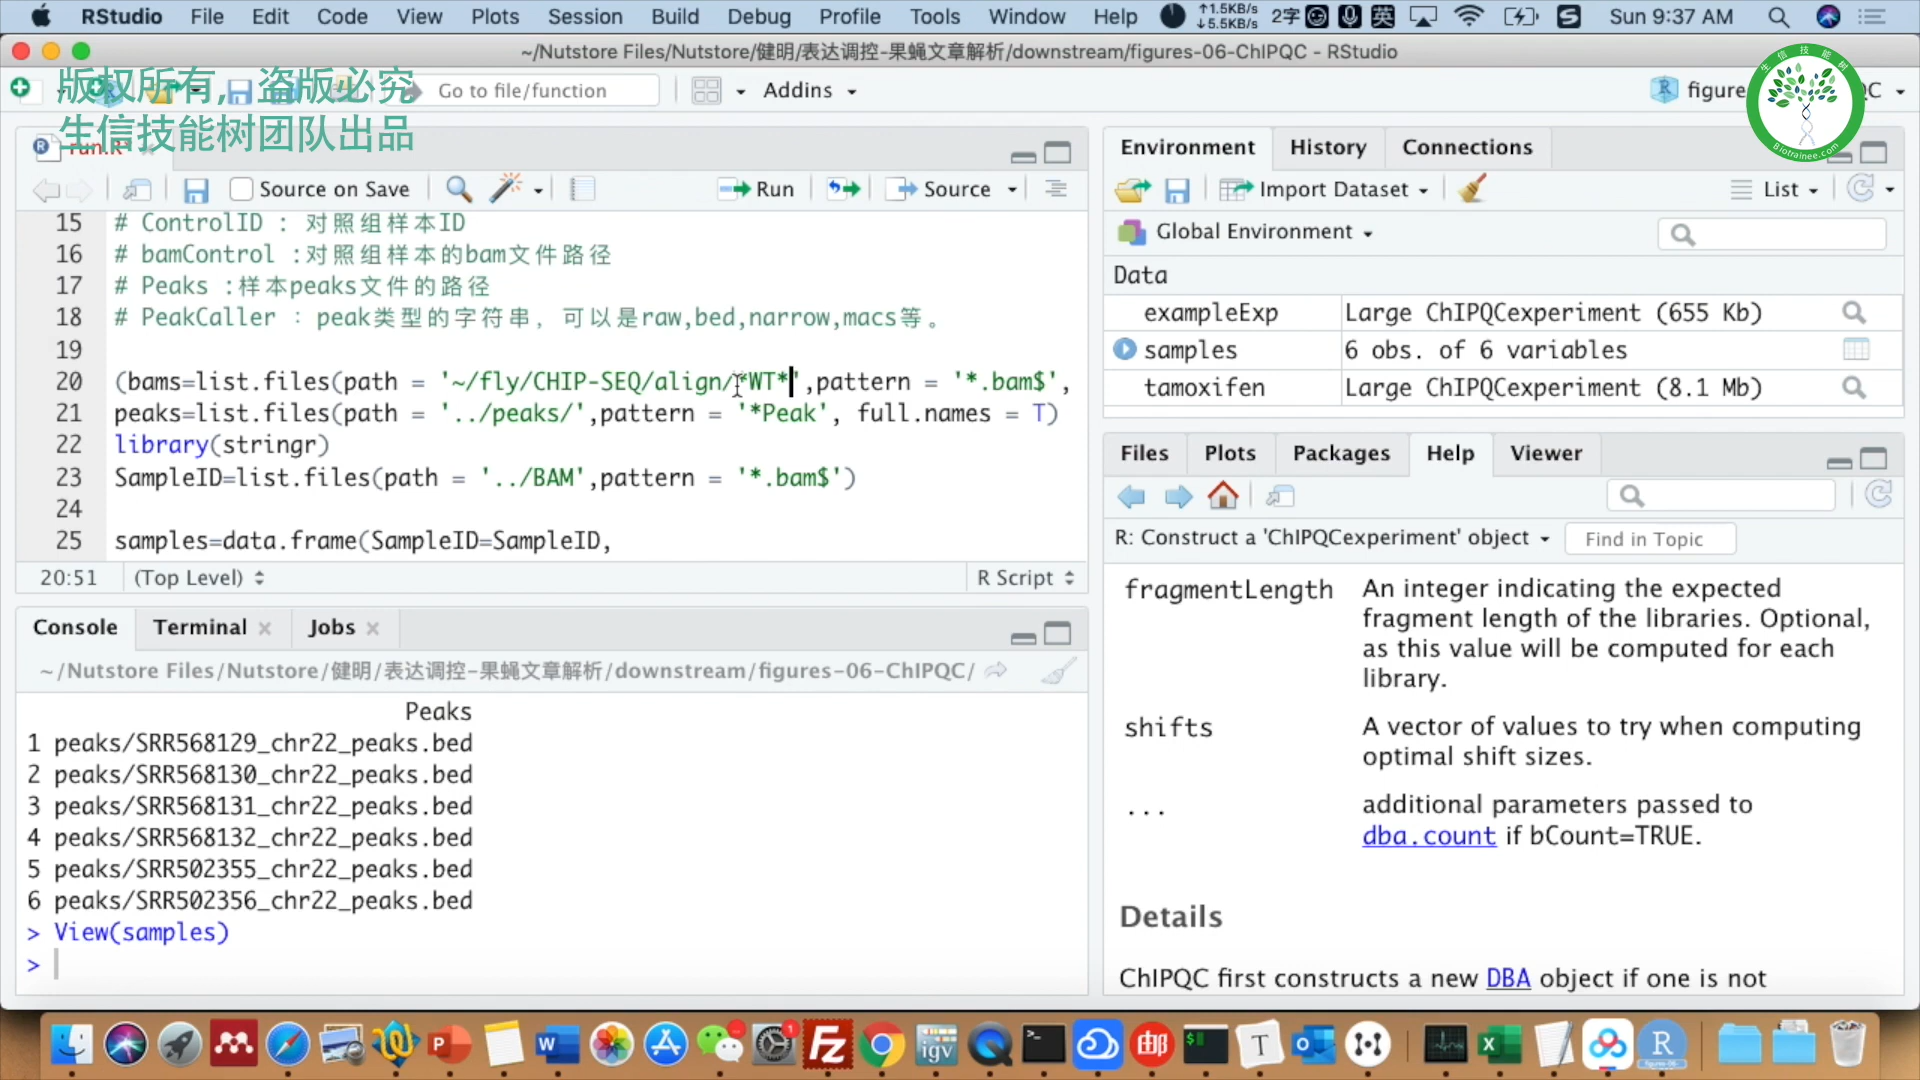 RStudio File Edit Code View Plots Session Build Debug Profile Tools Window Help 1.5KB/s 5.5KB/s 2字 英 Sun 9:37 AM
~/Nutstore Files/Nutstore/健明/表达调控-果蝇文章解析/downstream/figures-06-ChIPQC - RStudio
版权所有，盗版必究
生信技能树团队出品
Go to file/function Addins
生信技能树
Biotrainee.com
run.R*
Source on Save Run Source
15 # ControlID : 对照组样本ID
16 # bamControl :对照组样本的bam文件路径
17 # Peaks :样本peaks文件的路径
18 # PeakCaller : peak类型的字符串，可以是raw,bed,narrow,macs等。
19
20 (bams=list.files(path = '~/fly/CHIP-SEQ/align/*WT*',pattern = '*.bam$',
21 peaks=list.files(path = '../peaks/',pattern = '*Peak', full.names = T)
22 library(stringr)
23 SampleID=list.files(path = '../BAM',pattern = '*.bam$')
24
25 samples=data.frame(SampleID=SampleID,
20:51 (Top Level) R Script
Console Terminal Jobs
~/Nutstore Files/Nutstore/健明/表达调控-果蝇文章解析/downstream/figures-06-ChIPQC/
Peaks
1 peaks/SRR568129_chr22_peaks.bed
2 peaks/SRR568130_chr22_peaks.bed
3 peaks/SRR568131_chr22_peaks.bed
4 peaks/SRR568132_chr22_peaks.bed
5 peaks/SRR502355_chr22_peaks.bed
6 peaks/SRR502356_chr22_peaks.bed
> View(samples)
>
Environment History Connections
Import Dataset List
Global Environment
Data
exampleExp Large ChIPQCexperiment (655 Kb)
samples 6 obs. of 6 variables
tamoxifen Large ChIPQCexperiment (8.1 Mb)
Files Plots Packages Help Viewer
R: Construct a 'ChIPQCexperiment' object Find in Topic
fragmentLength An integer indicating the expected
fragment length of the libraries. Optional,
as this value will be computed for each
library.
shifts A vector of values to try when computing
optimal shift sizes.
... additional parameters passed to
dba.count if bCount=TRUE.
Details
ChIPQC first constructs a new DBA object if one is not